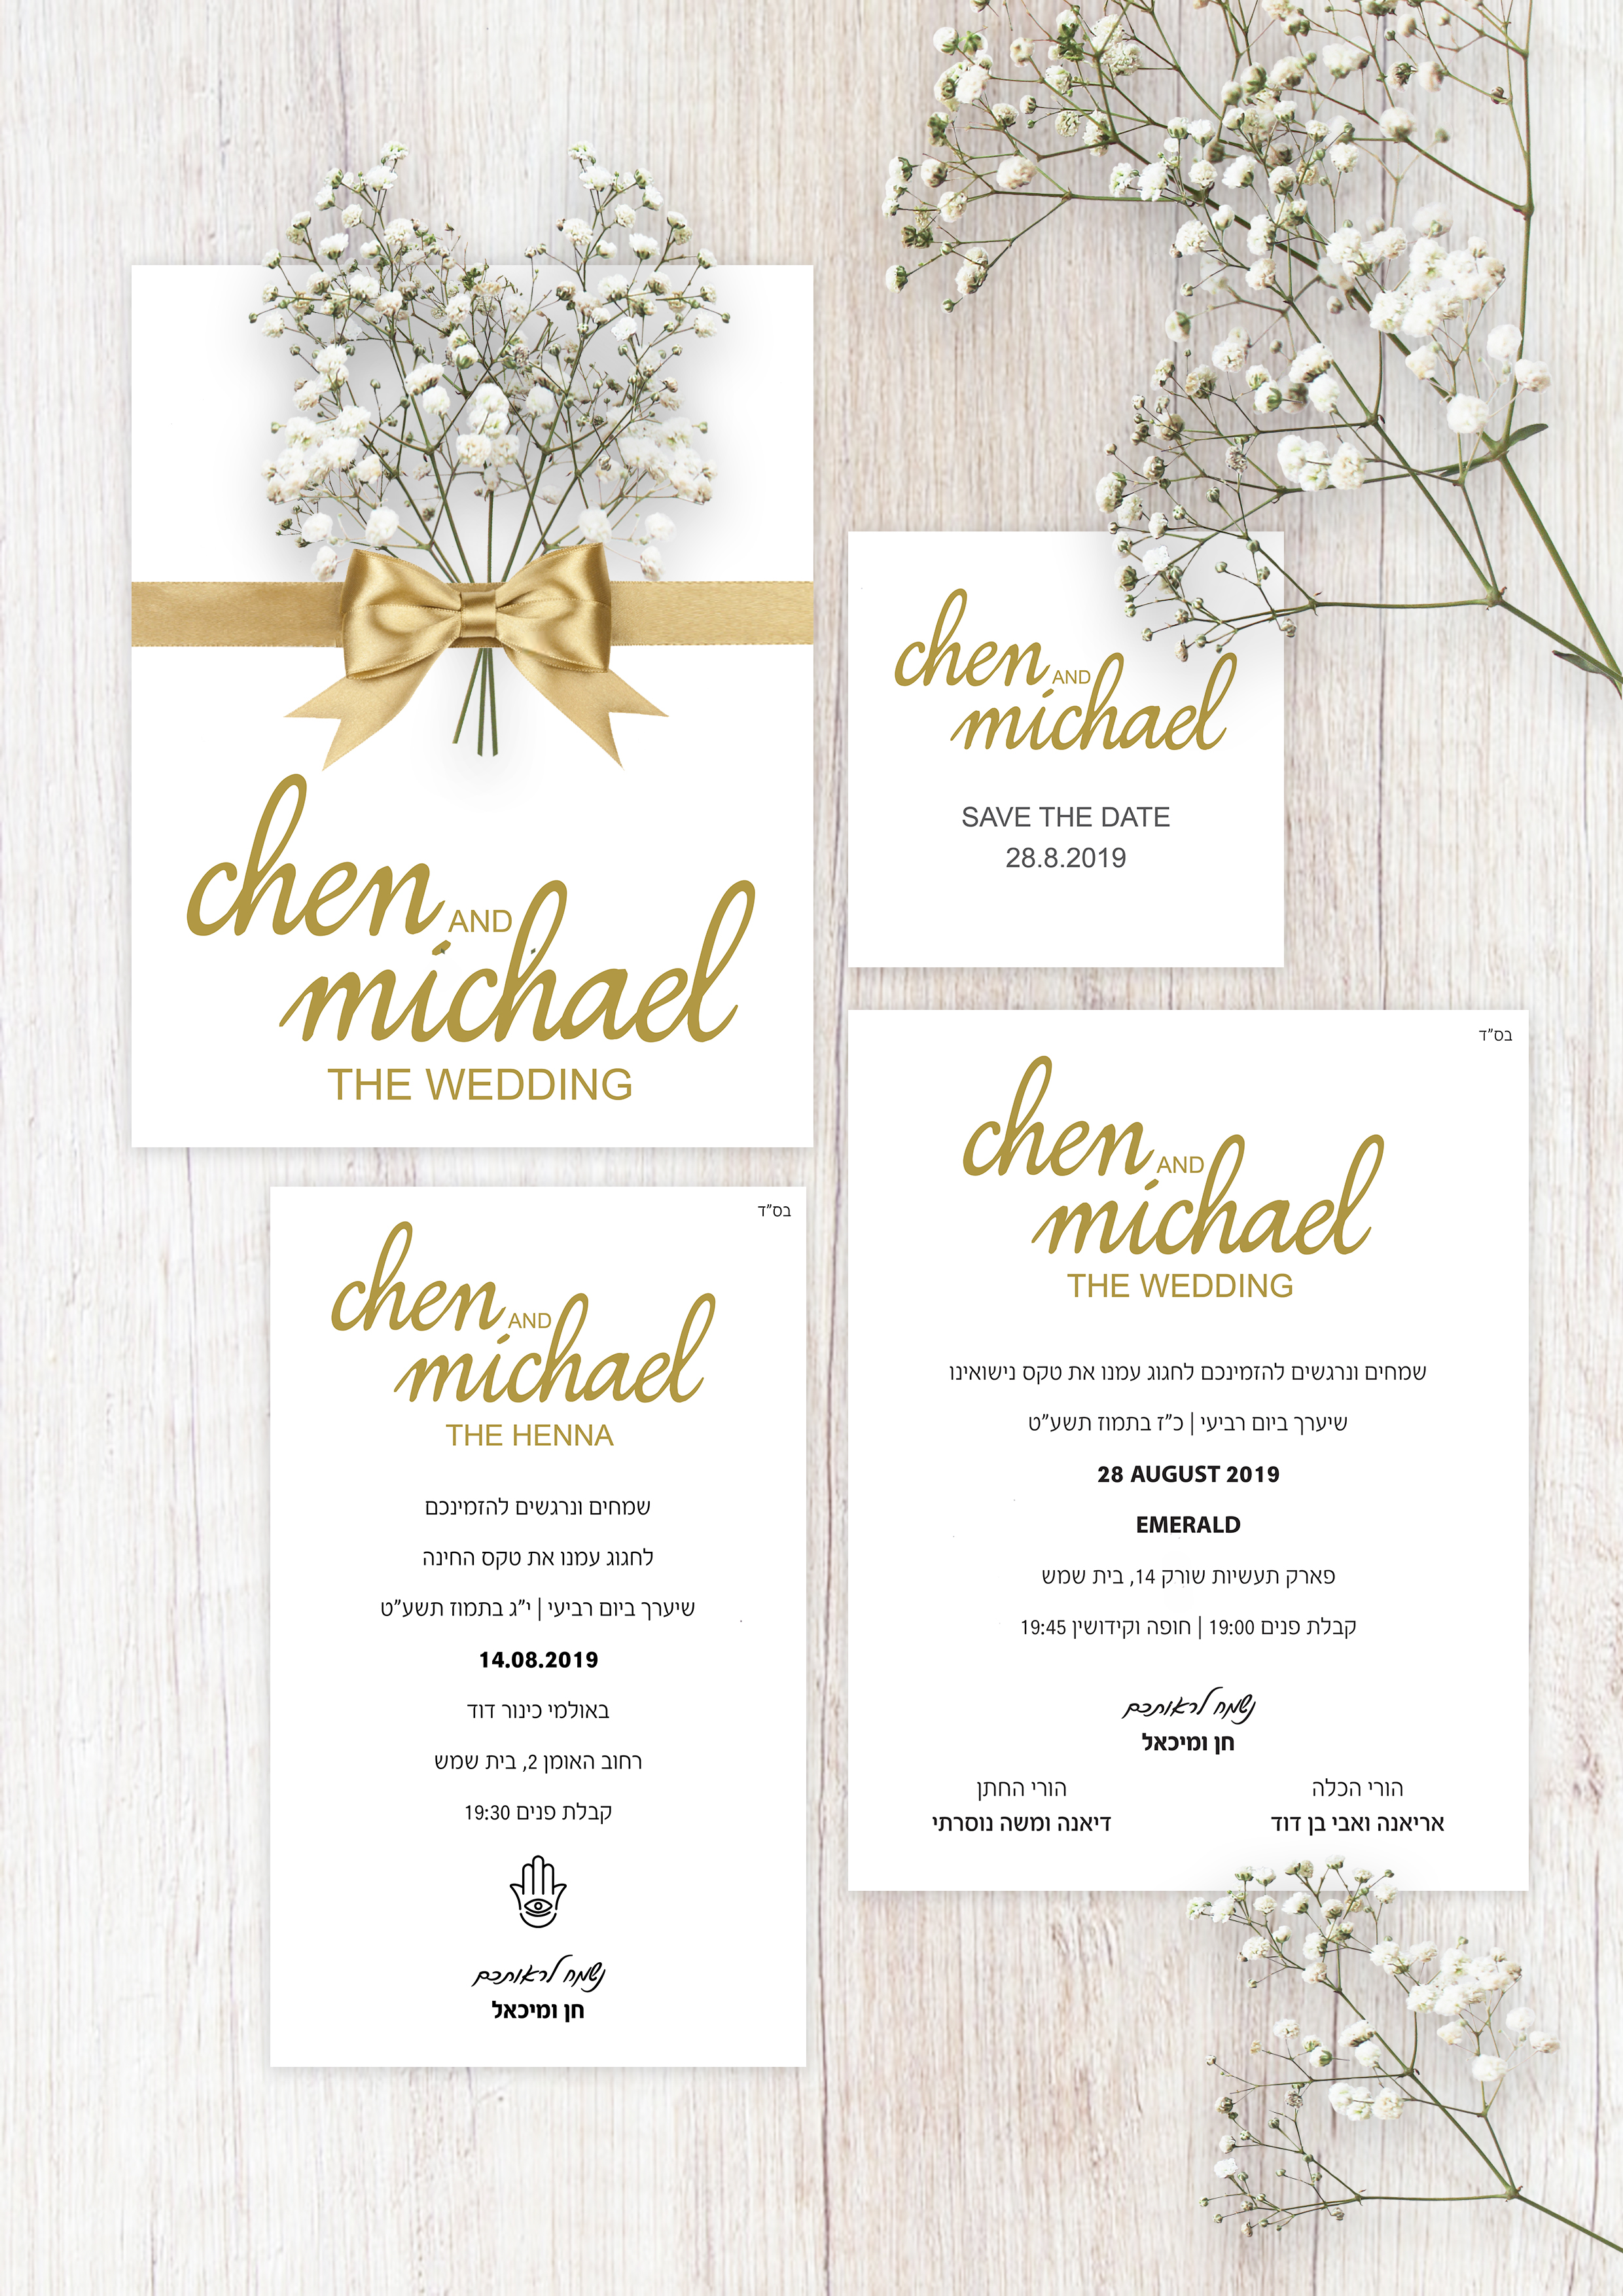 chen AND
michael
THE WEDDING
chen AND
michael
SAVE THE DATE
28.8.2019
בס"ד
chen AND
michael
THE HENNA
שמחים ונרגשים להזמינכם
לחגוג עמנו את טקס החינה
שיערך ביום רביעי | י"ג בתמוז תשע"ט
14.08.2019
באולמי כינור דוד
רחוב האומן 2, בית שמש
קבלת פנים 19:30
נשמח לראותכם
חן ומיכאל
בס"ד
chen AND
michael
THE WEDDING
שמחים ונרגשים להזמינכם לחגוג עמנו את טקס נישואינו
שיערך ביום רביעי | כ"ז בתמוז תשע"ט
28 AUGUST 2019
EMERALD
פארק תעשיות שורק 14, בית שמש
קבלת פנים 19:00 | חופה וקידושין 19:45
נשמח לראותכם
חן ומיכאל
הורי הכלה
אריאנה ואבי בן דוד
הורי החתן
דיאנה ומשה נוסרתי